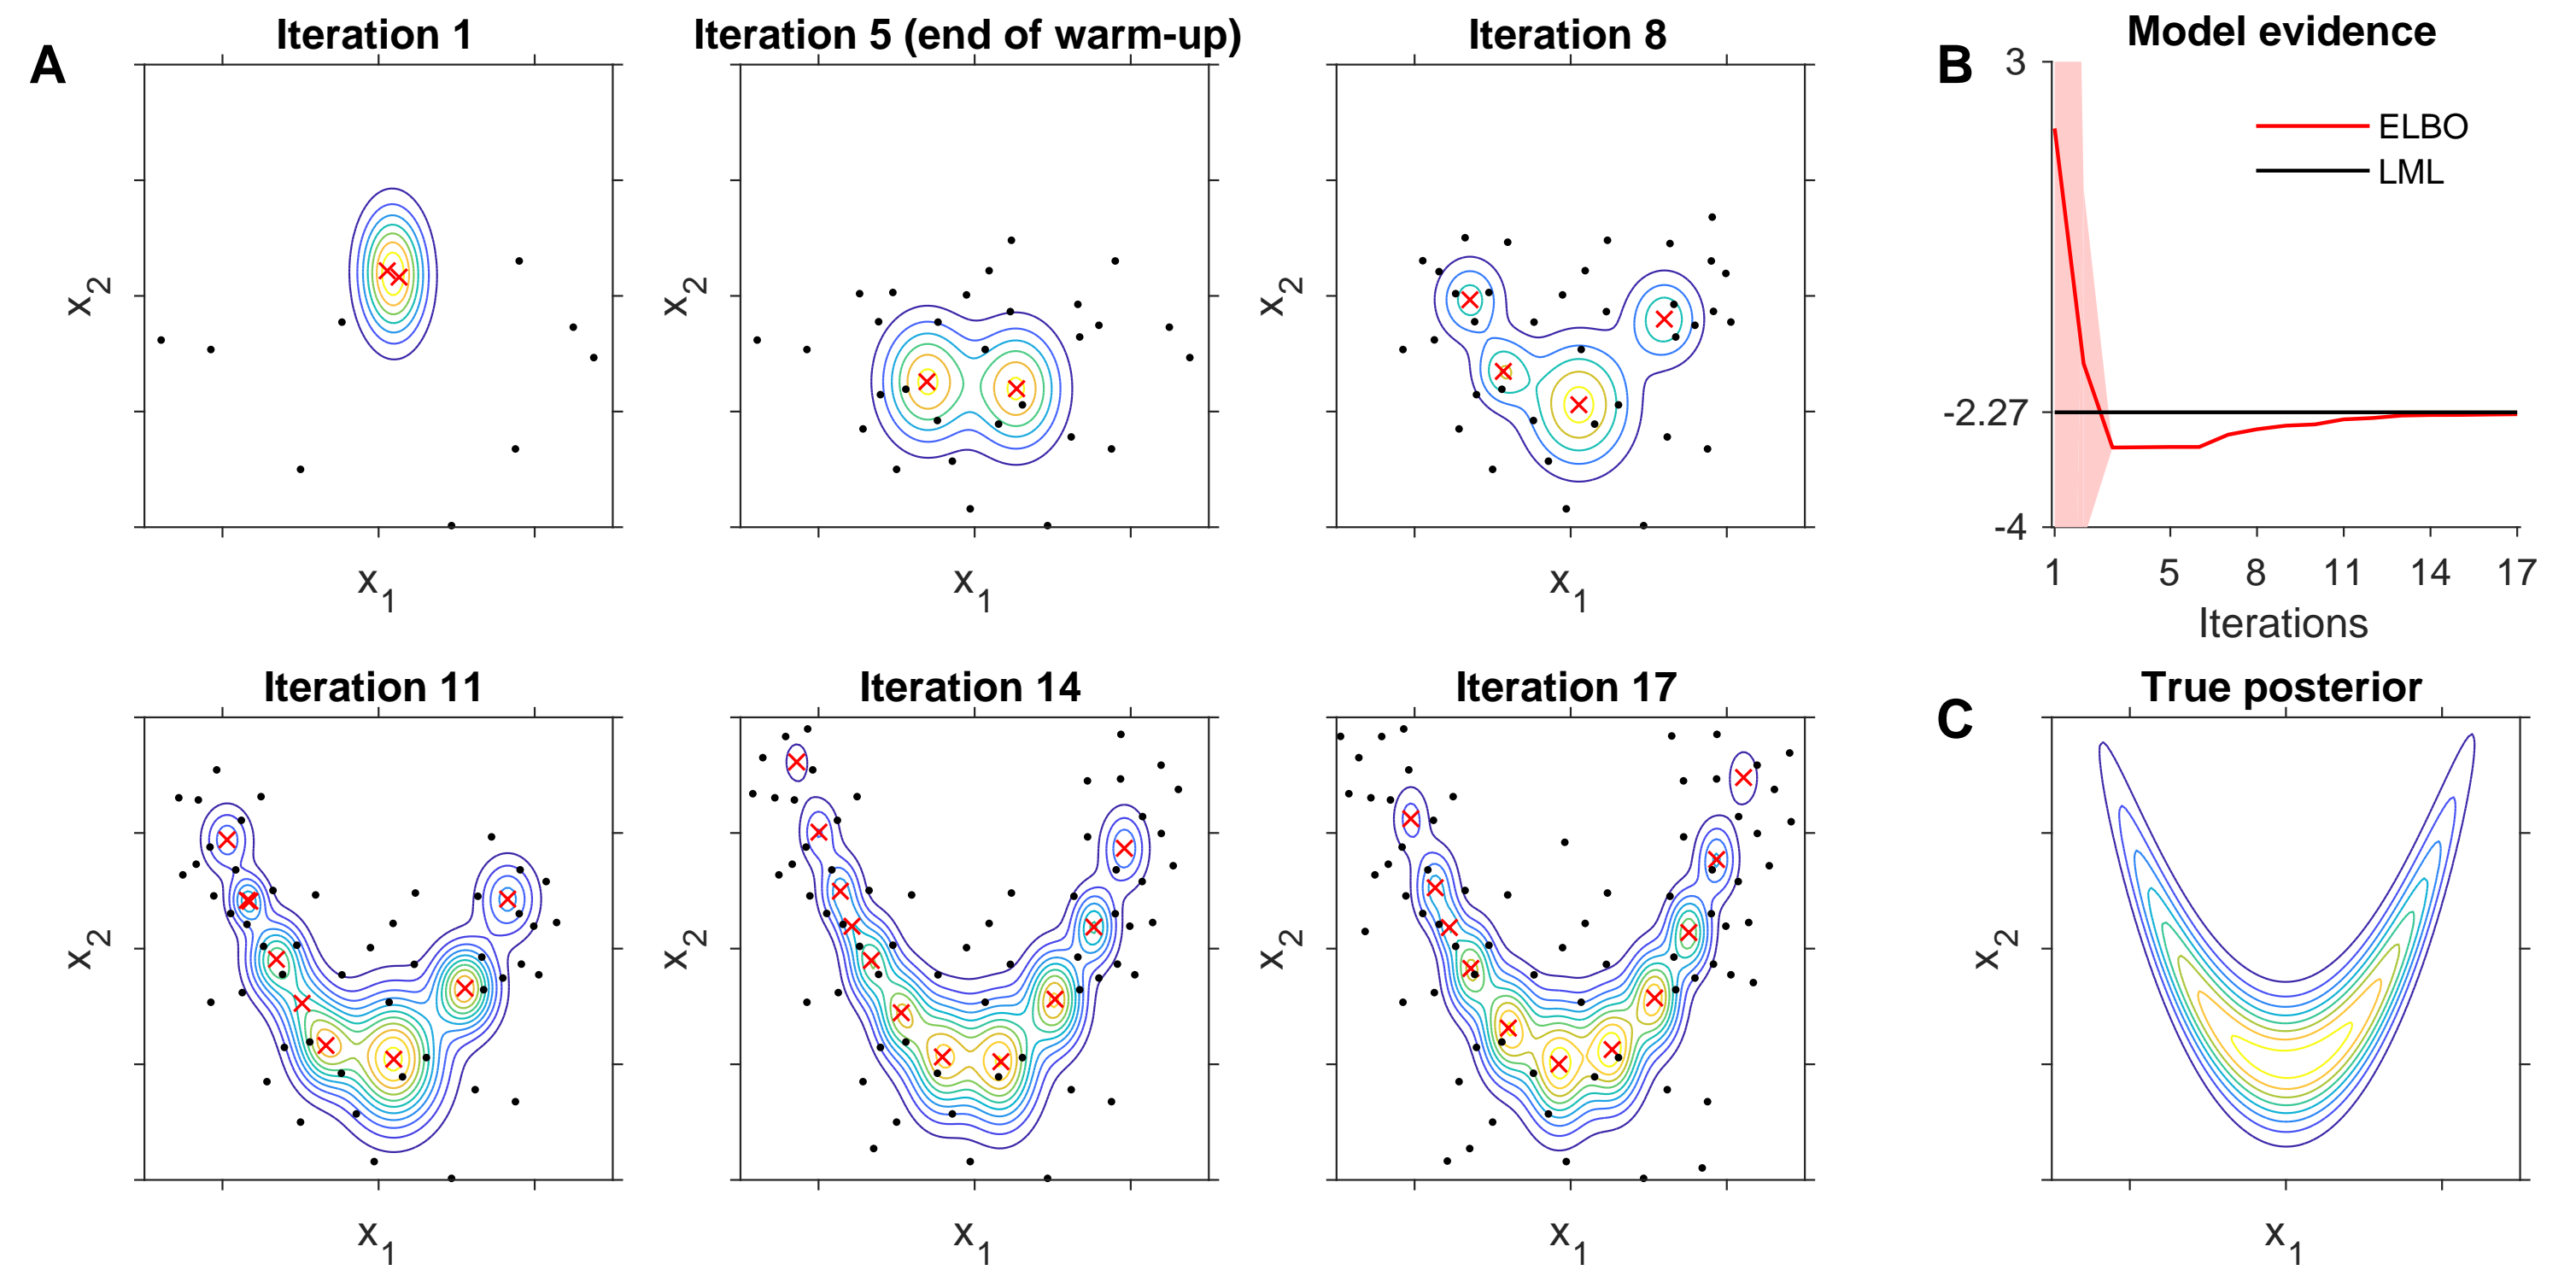 A
Iteration 1
x2
x1
Iteration 5 (end of warm-up)
x2
x1
Iteration 8
x2
x1
B
Model evidence
3
-2.27
-4
ELBO
LML
1 5 8 11 14 17
Iterations
Iteration 11
x2
x1
Iteration 14
x2
x1
Iteration 17
x2
x1
C
True posterior
x2
x1